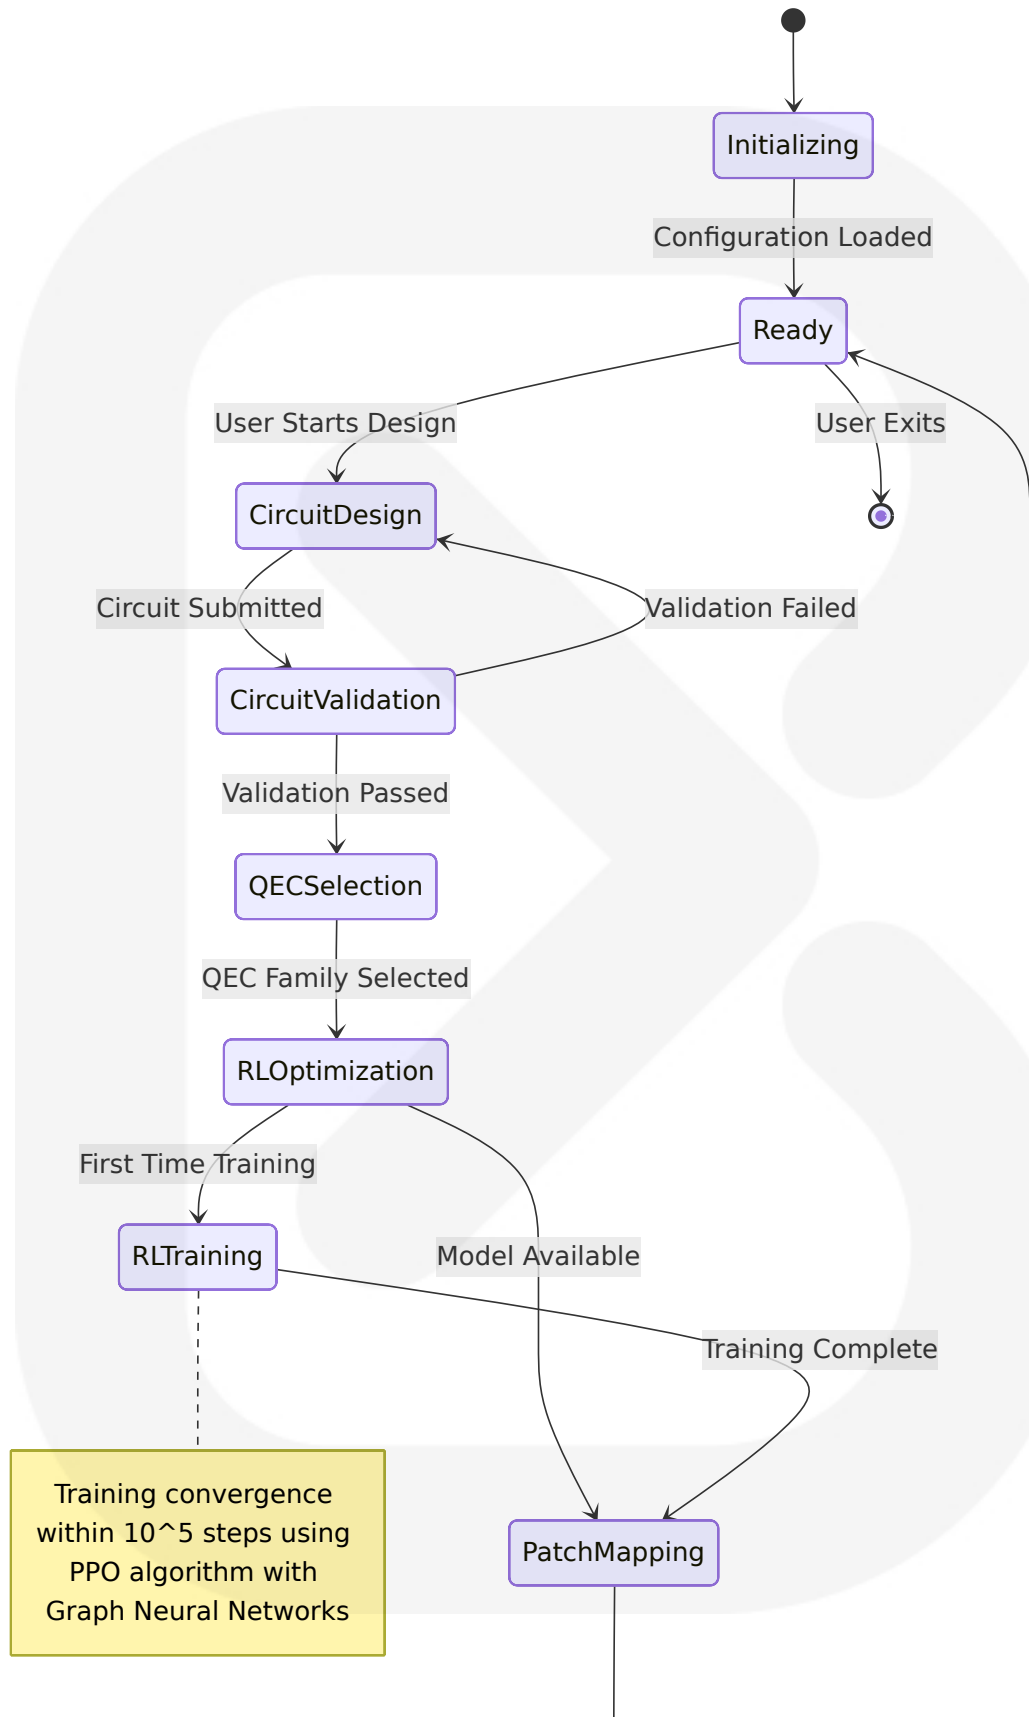 Initializing
Configuration Loaded
Ready
User Starts Design
User Exits
CircuitDesign
Circuit Submitted
Validation Failed
CircuitValidation
Validation Passed
QECSelection
QEC Family Selected
RLOptimization
First Time Training
RLTraining
Model Available
Training Complete
Training convergence
within 10^5 steps using
PPO algorithm with
Graph Neural Networks
PatchMapping